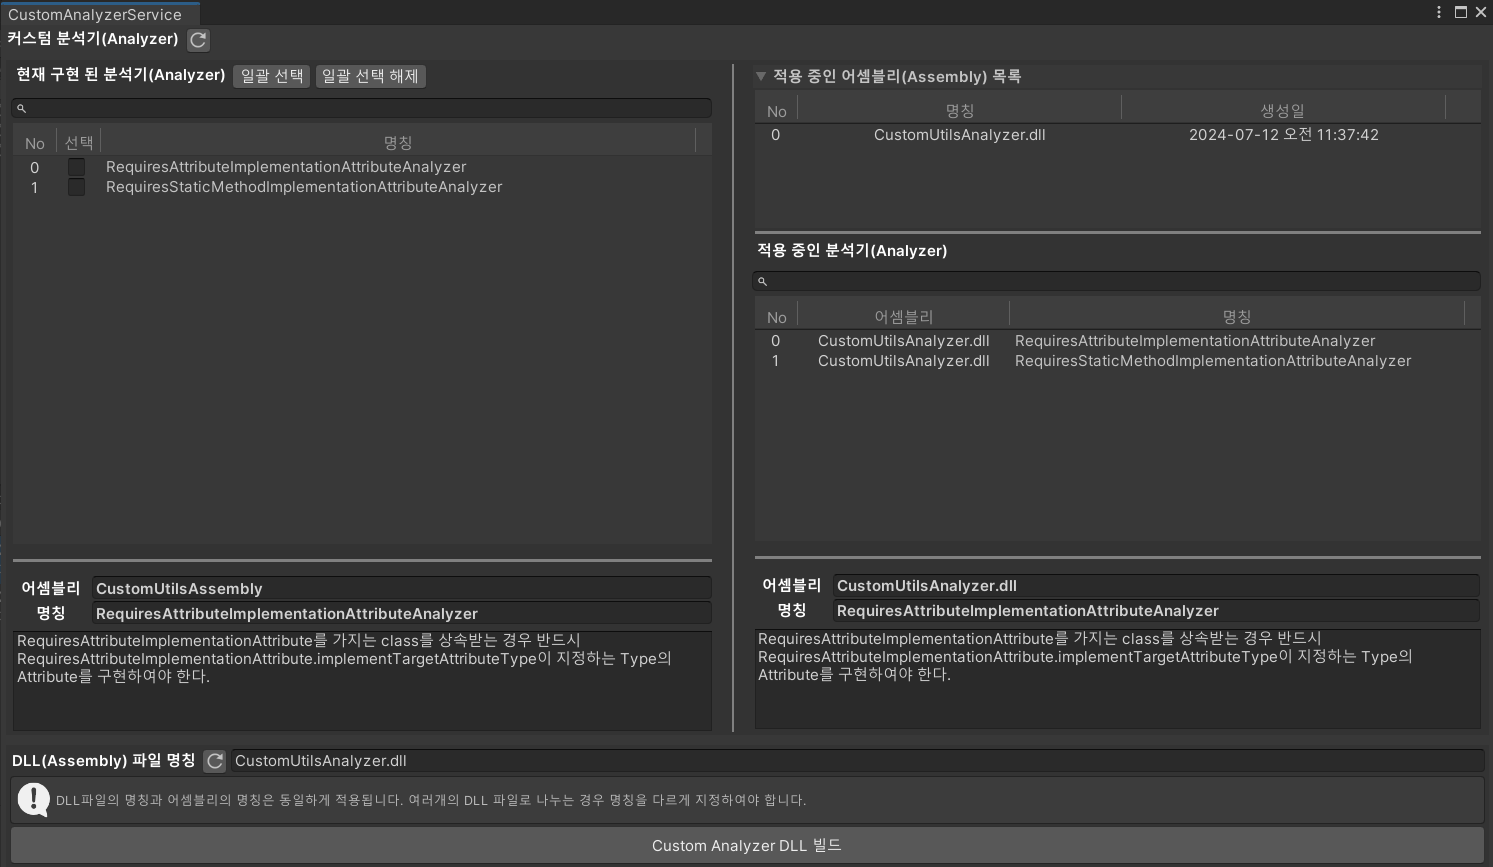 CustomAnalyzerService
커스텀 분석기(Analyzer)
현재 구현 된 분석기(Analyzer) 일괄 선택 일괄 선택 해제
No 선택 명칭
0 RequiresAttributeImplementationAttributeAnalyzer
1 RequiresStaticMethodImplementationAttributeAnalyzer
어셈블리 CustomUtilsAssembly
명칭 RequiresAttributeImplementationAttributeAnalyzer
RequiresAttributeImplementationAttribute를 가지는 class를 상속받는 경우 반드시
RequiresAttributeImplementationAttribute.implementTargetAttributeType이 지정하는 Type의
Attribute를 구현하여야 한다.
적용 중인 어셈블리(Assembly) 목록
No 명칭 생성일
0 CustomUtilsAnalyzer.dll 2024-07-12 오전 11:37:42
적용 중인 분석기(Analyzer)
No 어셈블리 명칭
0 CustomUtilsAnalyzer.dll RequiresAttributeImplementationAttributeAnalyzer
1 CustomUtilsAnalyzer.dll RequiresStaticMethodImplementationAttributeAnalyzer
어셈블리 CustomUtilsAnalyzer.dll
명칭 RequiresAttributeImplementationAttributeAnalyzer
RequiresAttributeImplementationAttribute를 가지는 class를 상속받는 경우 반드시
RequiresAttributeImplementationAttribute.implementTargetAttributeType이 지정하는 Type의
Attribute를 구현하여야 한다.
DLL(Assembly) 파일 명칭 CustomUtilsAnalyzer.dll
DLL파일의 명칭과 어셈블리의 명칭은 동일하게 적용됩니다. 여러개의 DLL 파일로 나누는 경우 명칭을 다르게 지정하여야 합니다.
Custom Analyzer DLL 빌드